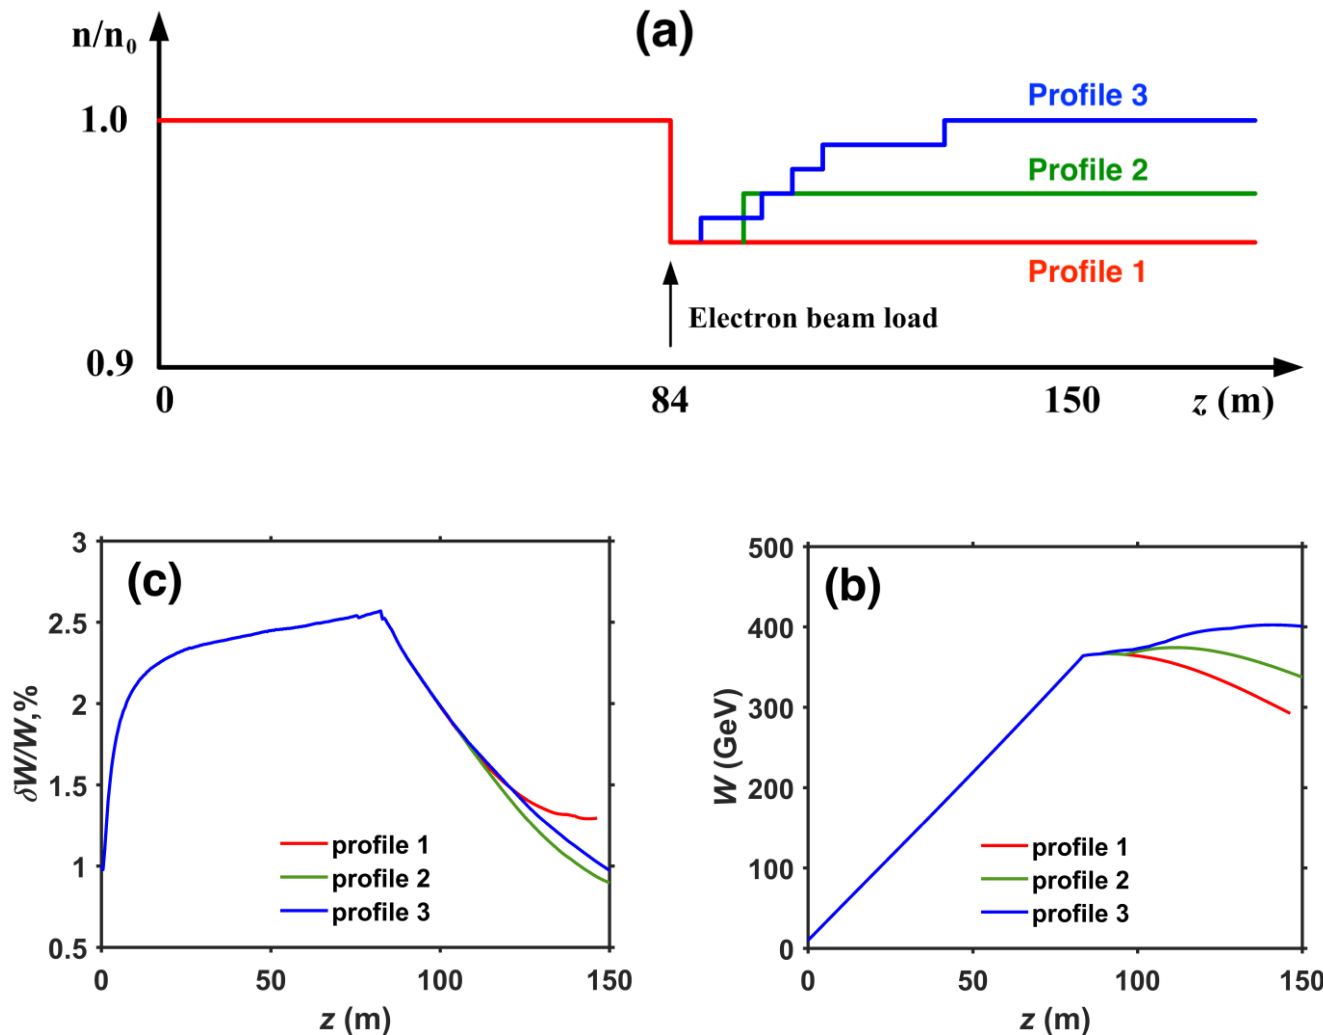 (a)
n/n0
1.0
0.9
Profile 3
Profile 2
Profile 1
Electron beam load
0
84
150
z (m)
(c)
δW/W,%
3
2.5
2
1.5
1
0.5
profile 1
profile 2
profile 3
0
50
100
150
z (m)
(b)
W (GeV)
500
400
300
200
100
0
profile 1
profile 2
profile 3
0
50
100
150
z (m)